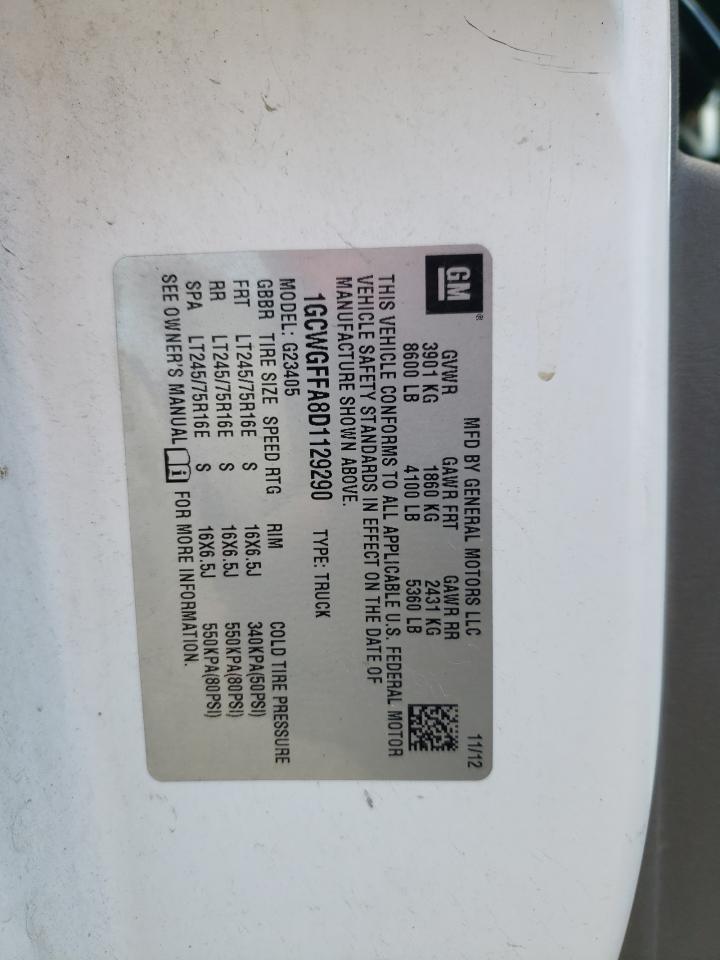 GM®
MFD BY GENERAL MOTORS LLC 11/12
GVWR GAWR FRT GAWR RR
3901 KG 1860 KG 2431 KG
8600 LB 4100 LB 5360 LB
THIS VEHICLE CONFORMS TO ALL APPLICABLE U.S. FEDERAL MOTOR
VEHICLE SAFETY STANDARDS IN EFFECT ON THE DATE OF
MANUFACTURE SHOWN ABOVE.
1GCWGFFA8D1129290 TYPE: TRUCK
MODEL: G23405
GBBR TIRE SIZE SPEED RTG RIM COLD TIRE PRESSURE
FRT LT245/75R16E S 16X6.5J 340KPA(50PSI)
RR LT245/75R16E S 16X6.5J 550KPA(80PSI)
SPA LT245/75R16E S 16X6.5J 550KPA(80PSI)
SEE OWNER'S MANUAL i FOR MORE INFORMATION.